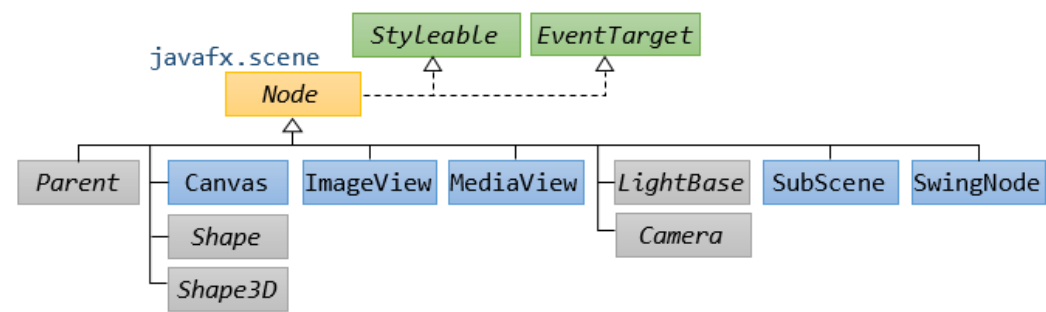 Styleable EventTarget
javafx.scene
Node
Parent Canvas ImageView MediaView LightBase SubScene SwingNode
Shape Camera
Shape3D